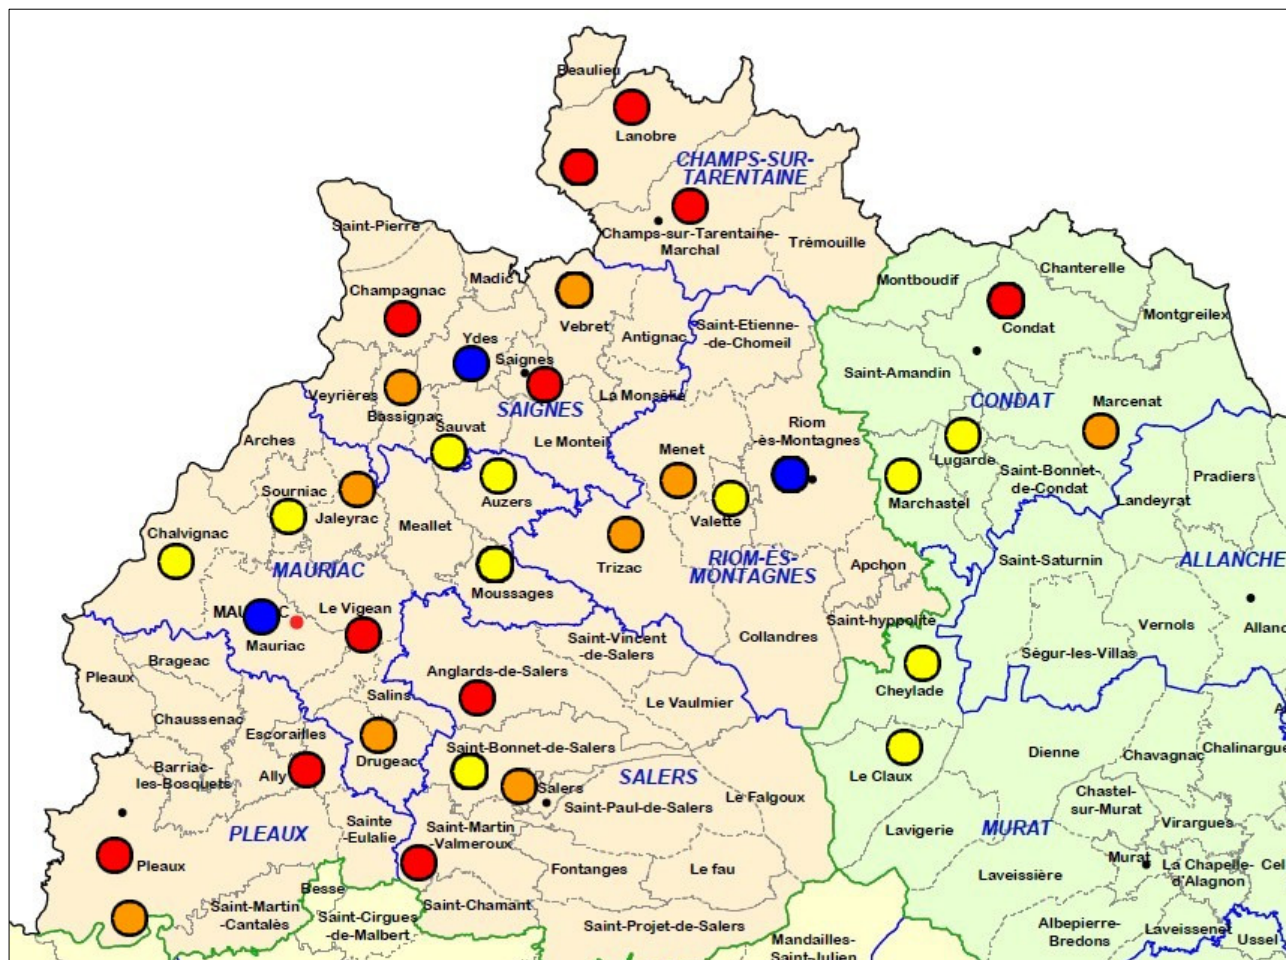 Beaulieu
Lanobre
CHAMPS-SUR-
TARENTAINE
Champs-sur-Tarentaine-
Marchal
Trémouille
Saint-Pierre
Madic
Champagnac
Vebret
Antignac
Saint-Etienne-
-de-Chomeil
Montboudif
Chanterelle
Montgreilex
Condat
Ydes
Saignes
Saint-Amandin
Veyrières
Bassignac
SAIGNES
La Monsélie
CONDAT
Marcenat
Sauvat
Le Monteil
Riom
-ès-Montagnes
Arches
Menet
Lugarde
Saint-Bonnet-
de-Condat
Pradiers
Landeyrat
Sourniac
Jaleyrac
Auzers
Valette
Marchastel
Meallet
Chalvignac
MAURIAC
Trizac
RIOM-ÈS-
MONTAGNES
Apchon
Saint-Saturnin
ALLANCHE
Moussages
Le Vigean
Mauriac
Saint-hyppolite
Vernols
Allanc
Collandres
Saint-Vincent
-de-Salers
Brageac
Pleaux
Ségur-les-Villas
Anglards-de-Salers
Cheylade
Salins
Le Vaulmier
Chaussenac
Escorailles
Drugeac
Saint-Bonnet-de-Salers
Dienne
Chavagnac
Chalinargue
Barriac-
les-Bosquets
Ally
SALERS
Salers
Le Claux
Saint-Paul-de-Salers
Le Falgoux
Chastel
-sur-Murat
Virargues
PLEAUX
Sainte
-Eulalie
Saint-Martin
-Valmeroux
Lavigerie
MURAT
Pleaux
Fontanges
Le fau
Laveissière
Murat
La Chapelle-
d'Alagnon
Cel
Besse
Saint-Martin
-Cantalès
Saint-Cirgues
-de-Malbert
Saint-Chamant
Saint-Projet-de-Salers
Mandailles-
Saint-Julien
Albepierre-
Bredons
Laveissenet
Ussel